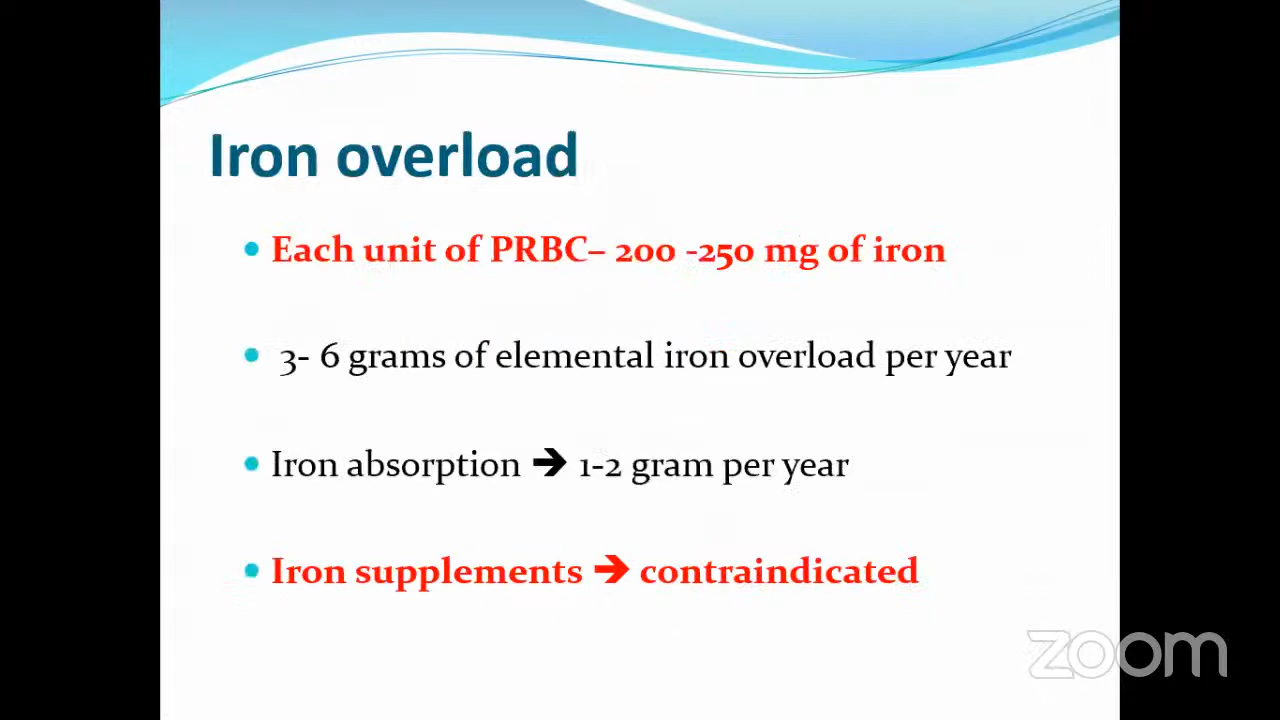 Iron overload
Each unit of PRBC– 200 -250 mg of iron
3- 6 grams of elemental iron overload per year
Iron absorption ➔ 1-2 gram per year
Iron supplements ➔ contraindicated
zoom